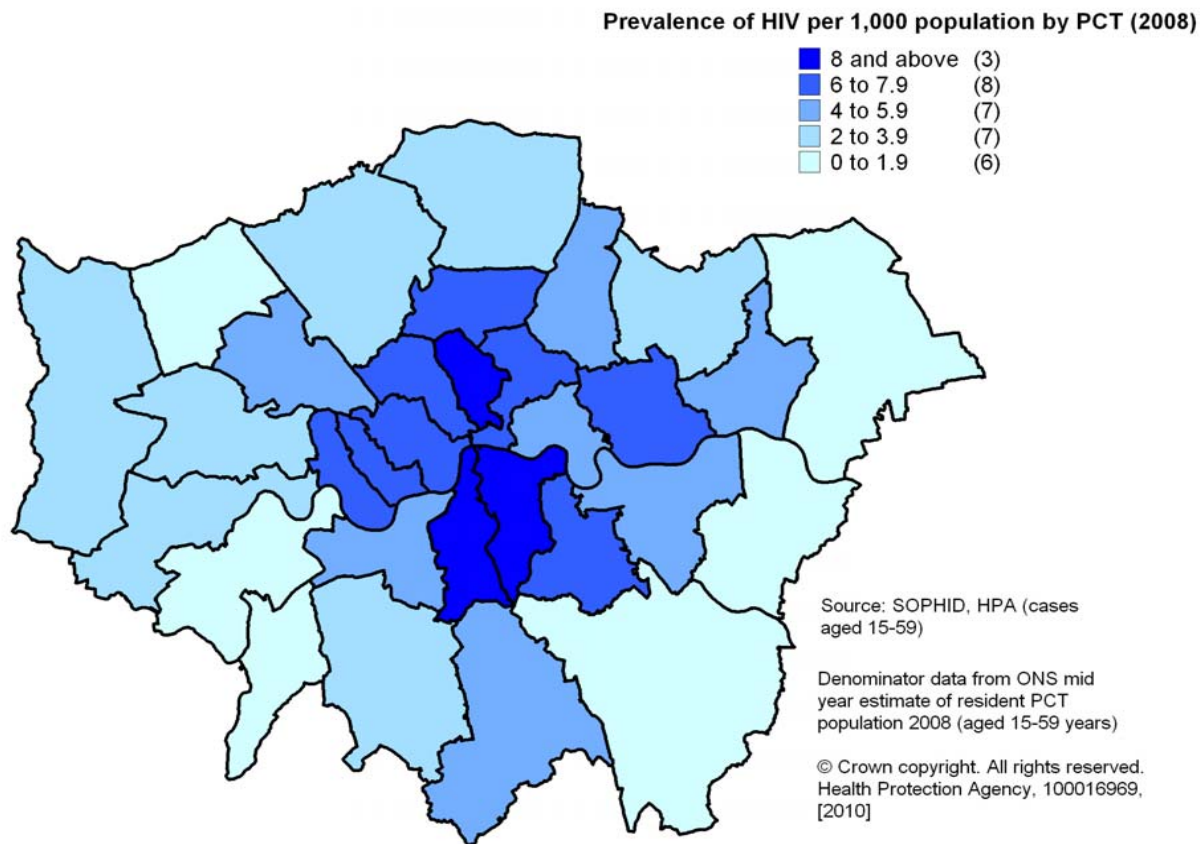 Prevalence of HIV per 1,000 population by PCT (2008)
8 and above (3)
6 to 7.9 (8)
4 to 5.9 (7)
2 to 3.9 (7)
0 to 1.9 (6)
Source: SOPHID, HPA (cases
aged 15-59)
Denominator data from ONS mid
year estimate of resident PCT
population 2008 (aged 15-59 years)
© Crown copyright. All rights reserved.
Health Protection Agency, 100016969,
[2010]